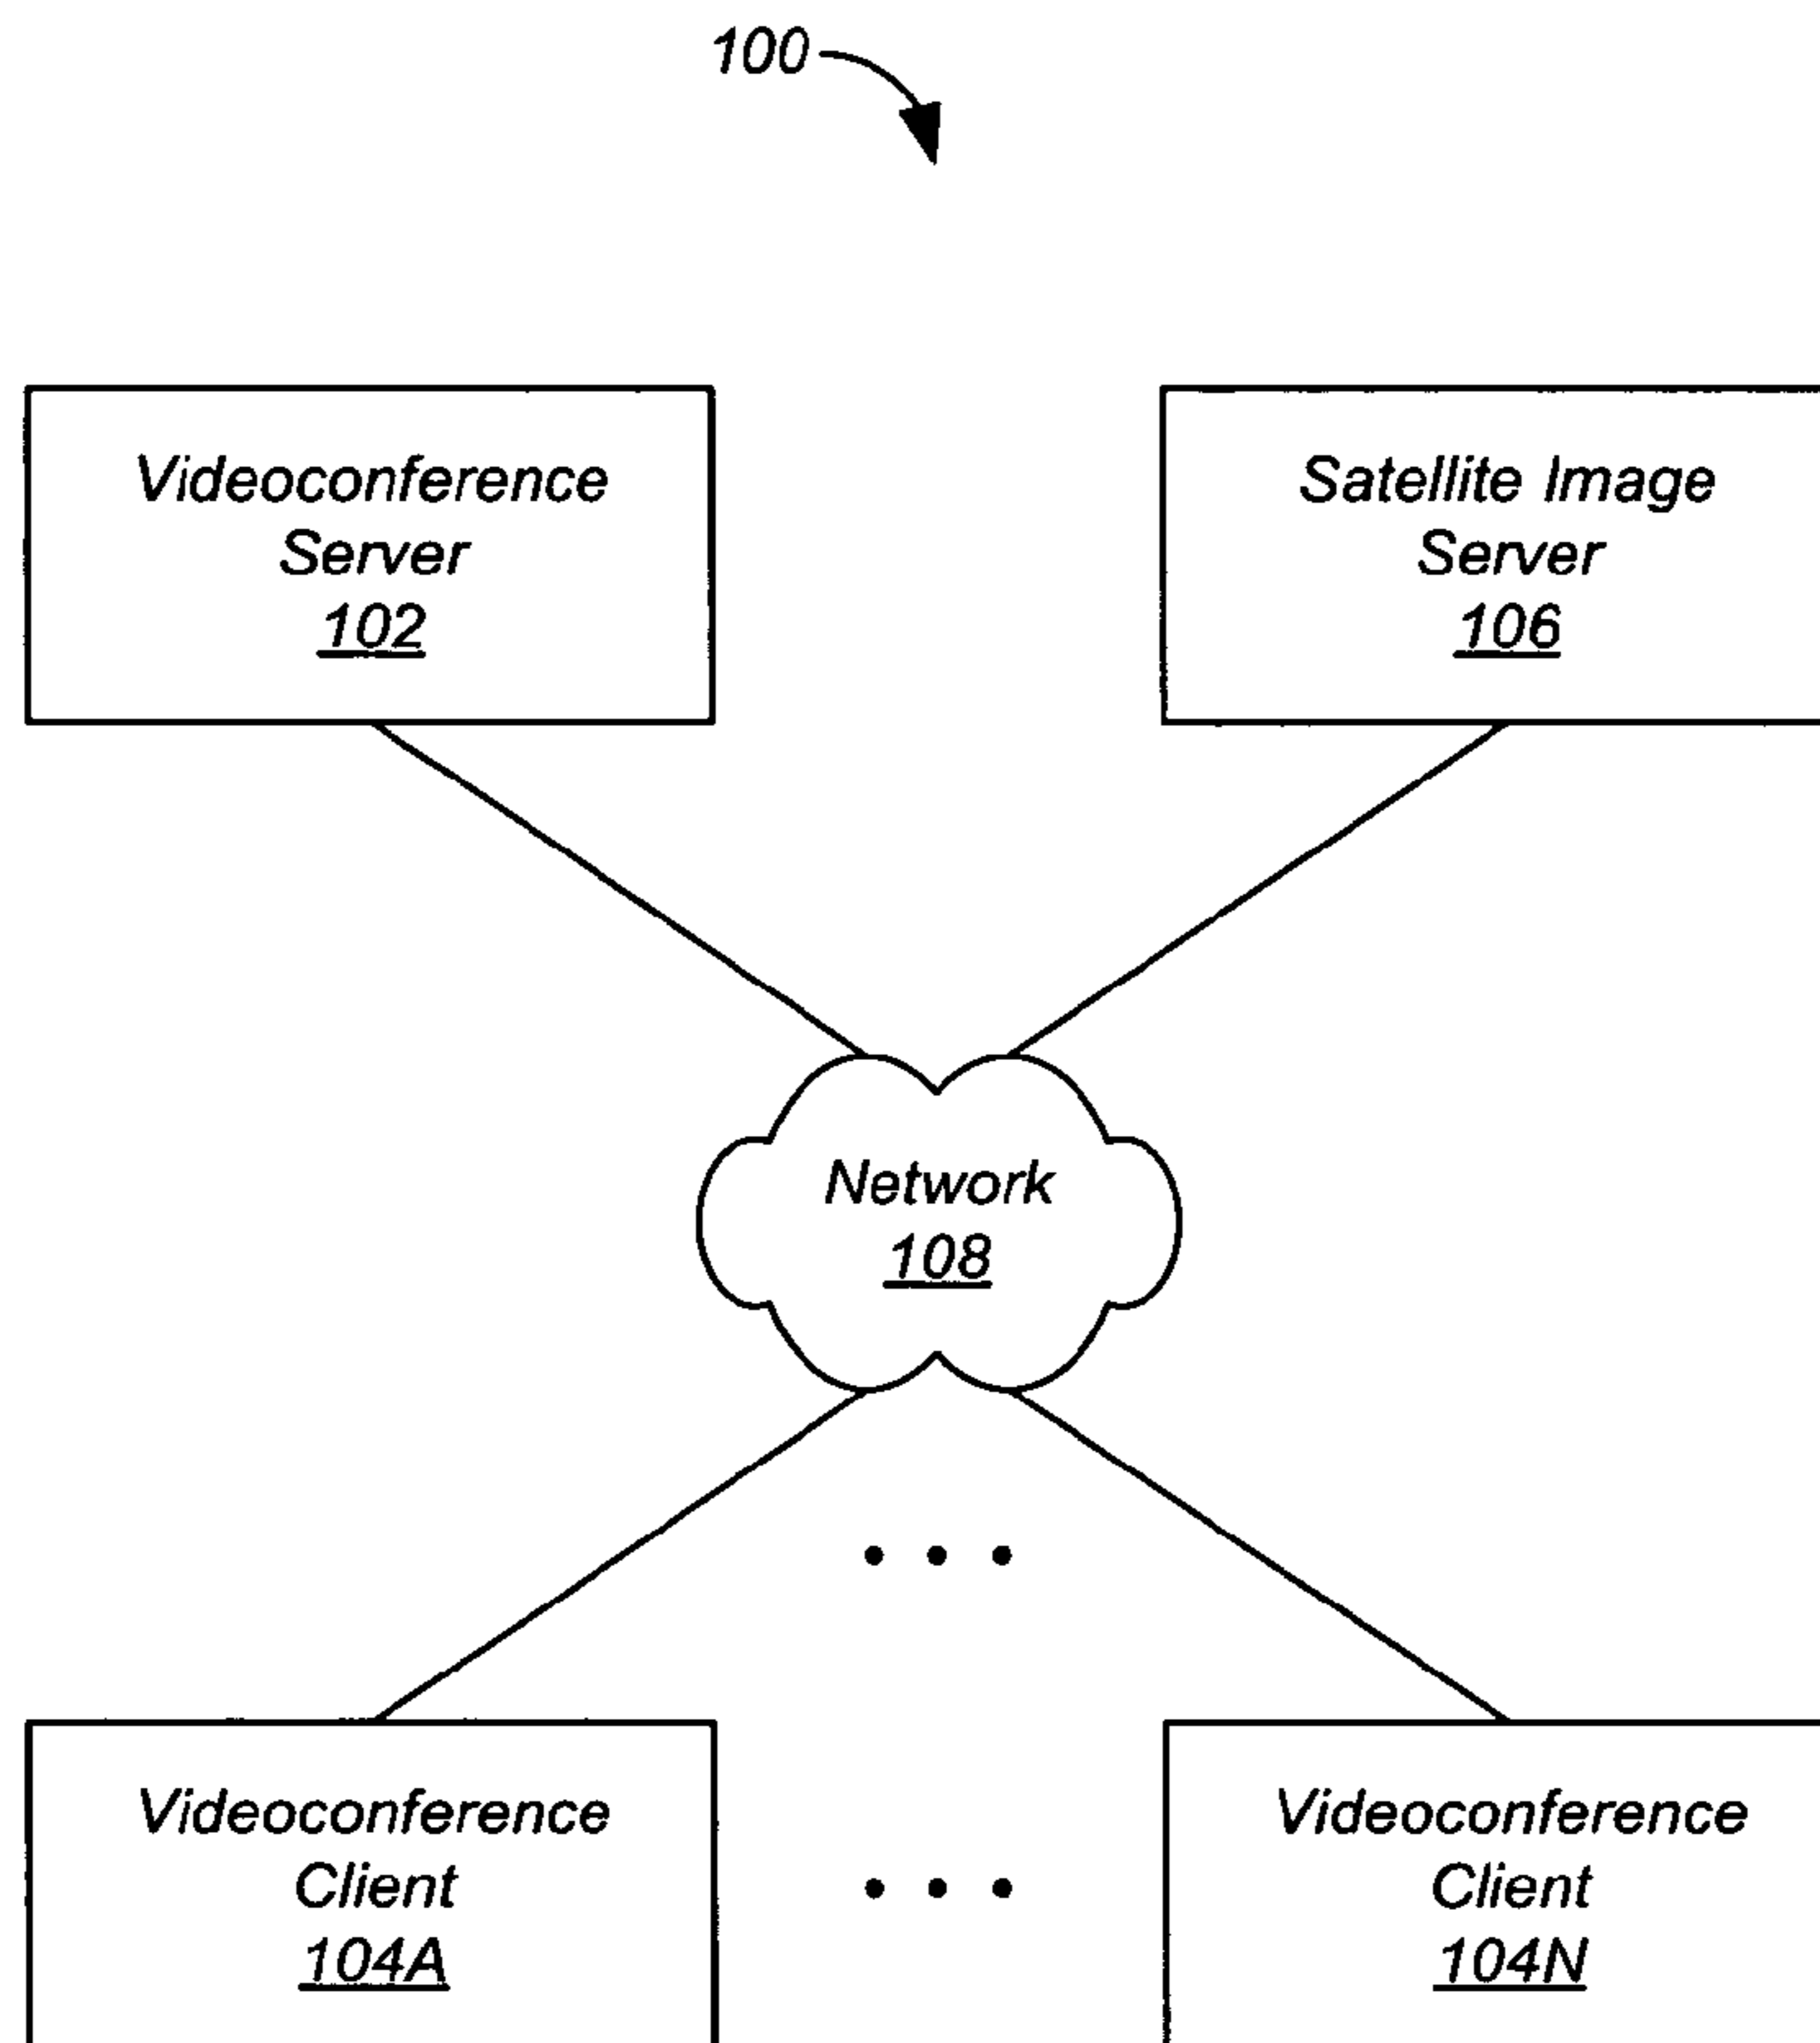 100
Videoconference
Server
102
Satellite Image
Server
106
Network
108
Videoconference
Client
104A
Videoconference
Client
104N